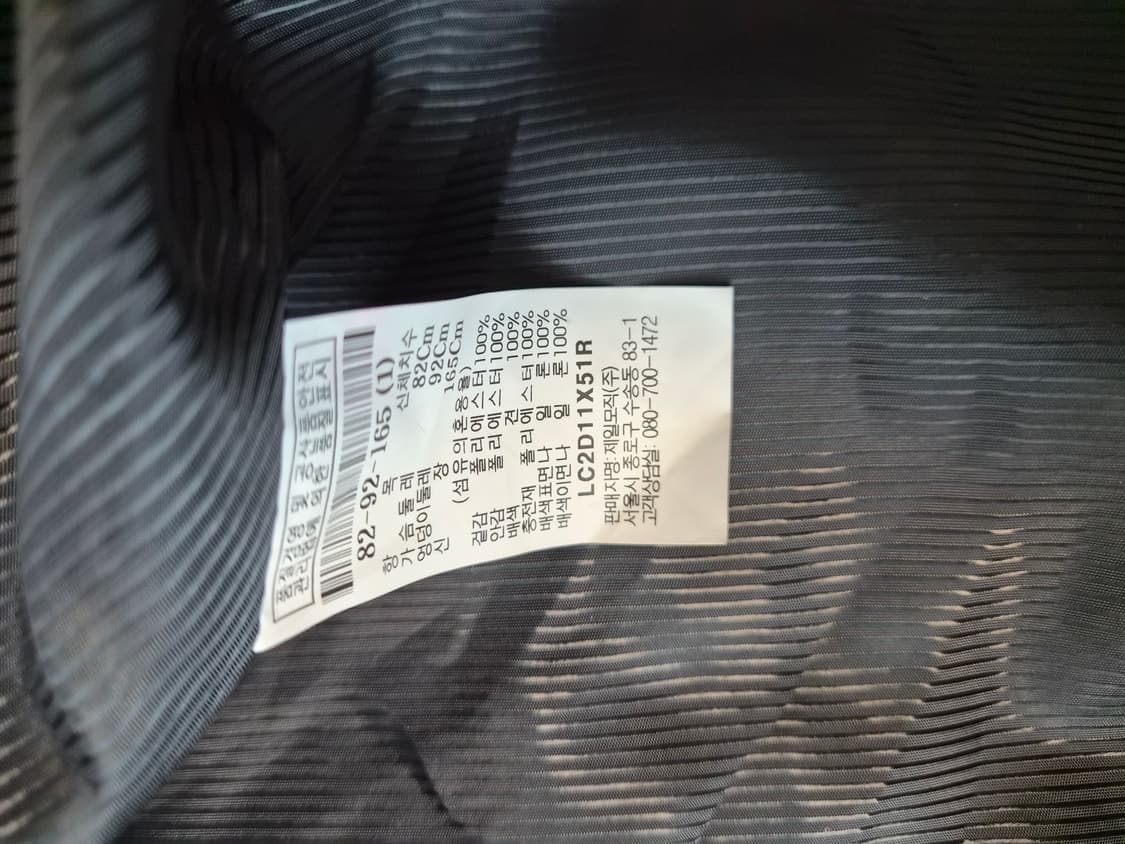 품질경영 및 공산품안전
관리법에 의한 품질표시
82-92-165 (1)
항 목 신체치수
가슴둘레 82Cm
엉덩이둘레 92Cm
신 장 165Cm
(섬유의혼용율)
겉감 폴리에스터100%
안감 폴리에스터100%
배색 견 100%
충전재 폴리에스터100%
배색표면나 일 론100%
배색이면나 일 론100%
LC2D11X51R
판매자명: 제일모직(주)
서울시 종로구 수송동 83-1
고객상담실: 080-700-1472